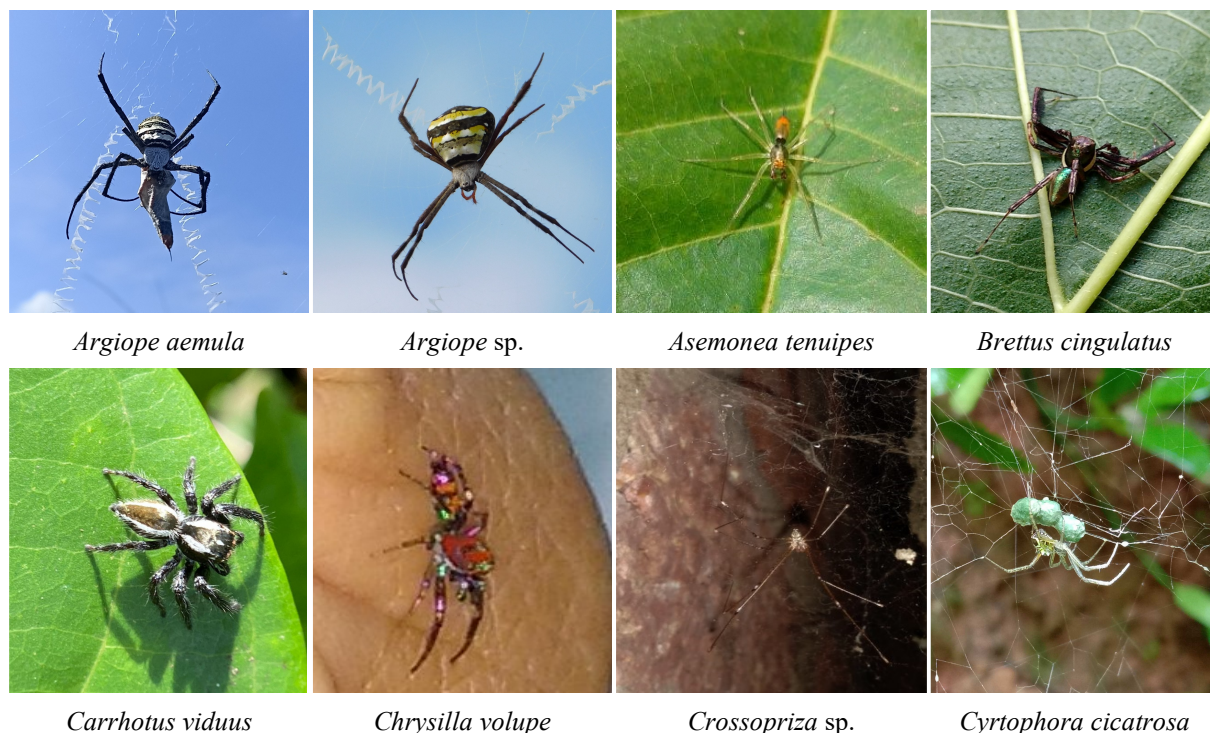 Argiope aemula Argiope sp. Asemonea tenuipes Brettus cingulatus
Carrhotus viduus Chrysilla volupe Crossopriza sp. Cyrtophora cicatrosa